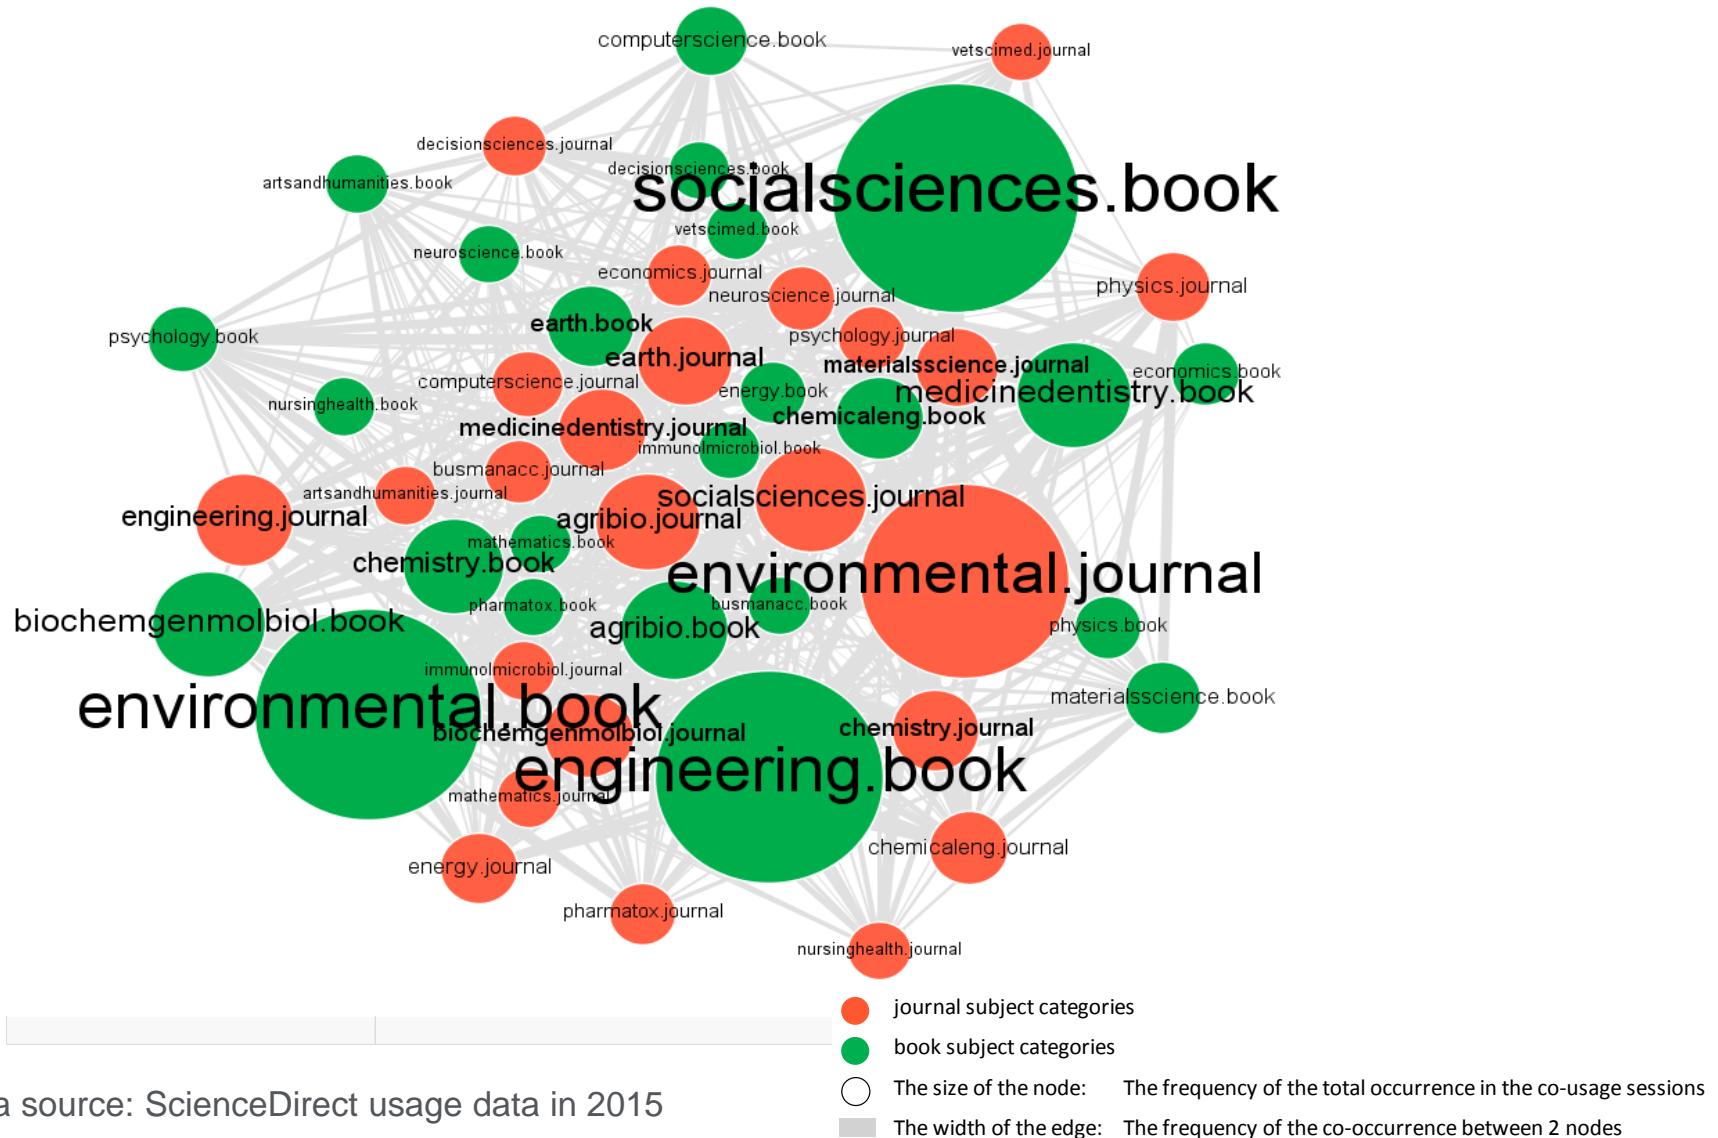 computerscience.book
vetscimed.journal
decisionsciences.journal
decisionsciences.book
artsandhumanities.book
socialsciences.book
vetscimed.book
neuroscience.book
economics.journal
physics.journal
neuroscience.journal
earth.book
psychology.book
psychology.journal
earth.journal
materialsscience.journal
economics.book
computerscience.journal
energy.book
medicinedentistry.book
nursinghealth.book
chemicaleng.book
medicinedentistry.journal
immunolmicrobiol.book
busmanacc.journal
artsandhumanities.journal
socialsciences.journal
engineering.journal
agribio.journal
mathematics.book
chemistry.book
environmental.journal
pharmatox.book
busmanacc.book
biochemgenmolbiol.book
agribio.book
physics.book
immunolmicrobiol.journal
materialsscience.book
environmental.book
biochemgenmolbiol.journal
chemistry.journal
engineering.book
mathematics.journal
chemicaleng.journal
energy.journal
pharmatox.journal
nursinghealth.journal
journal subject categories
book subject categories
The size of the node: The frequency of the total occurrence in the co-usage sessions
The width of the edge: The frequency of the co-occurrence between 2 nodes
a source: ScienceDirect usage data in 2015